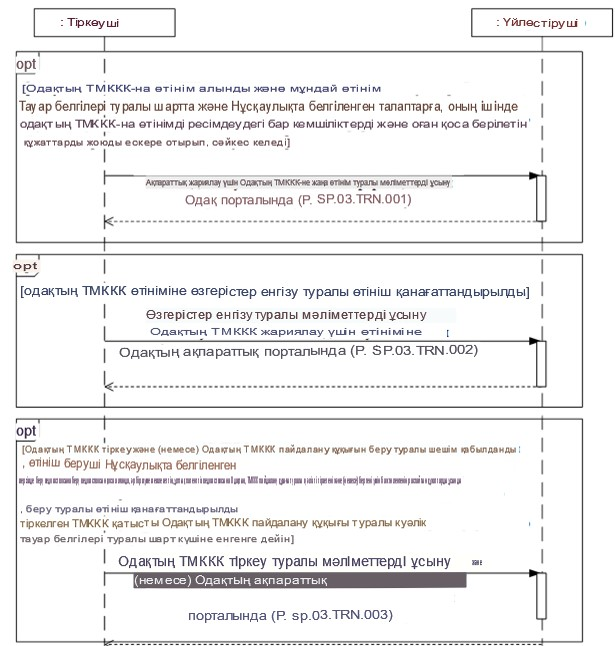 : Тіркеуші
: Үйлестіруші
opt
[Одақтың ТМККК-на өтінім алынды және мұндай өтінім
Тауар белгілері туралы шартта және Нұсқаулықта белгіленген талаптарға, оның ішінде
одақтың ТМККК-на өтінімді ресімдеудегі бар кемшіліктерді және оған қоса берілетін
құжаттарды жоюды ескере отырып, сәйкес келеді]
Ақпараттық жариялау үшін Одақтың ТМККК-не жаңа өтінім туралы мәліметтерді ұсыну
Одақ порталында (P. SP.03.TRN.001)
opt
[одақтың ТМККК өтініміне өзгерістер енгізу туралы өтініш қанағаттандырылды]
Өзгерістер енгізу туралы мәліметтерді ұсыну
Одақтың ТМККК жариялау үшін өтініміне
Одақтың ақпараттық порталында (P. SP.03.TRN.002)
opt
[Одақтың ТМККК тіркеу және (немесе) Одақтың ТМККК пайдалану құқығын беру туралы шешім қабылданды
, өтініш беруші Нұсқаулықта белгіленген
, беру туралы өтініш қанағаттандырылды
тіркелген ТМККК қатысты Одақтың ТМККК пайдалану құқығы туралы куәлік
тауар белгілері туралы шарт күшіне енгенге дейін]
Одақтың ТМККК тіркеу туралы мәліметтерді ұсыну және
(немесе) Одақтың ақпараттық
порталында (P. sp.03.TRN.003)